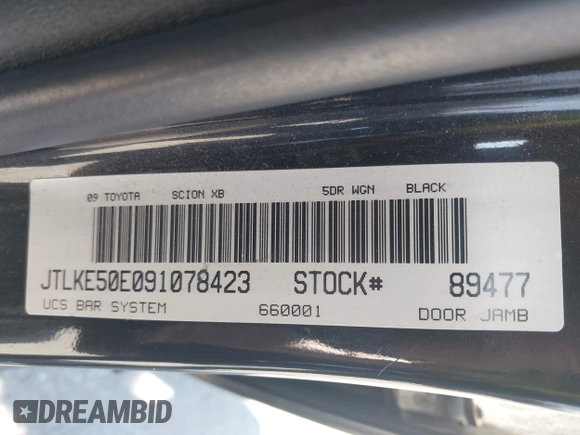 09 TOYOTA SCION XB 5DR WGN BLACK
JTLKE50E091078423 STOCK# 89477
UCS BAR SYSTEM 660001 DOOR JAMB
DREAMBID